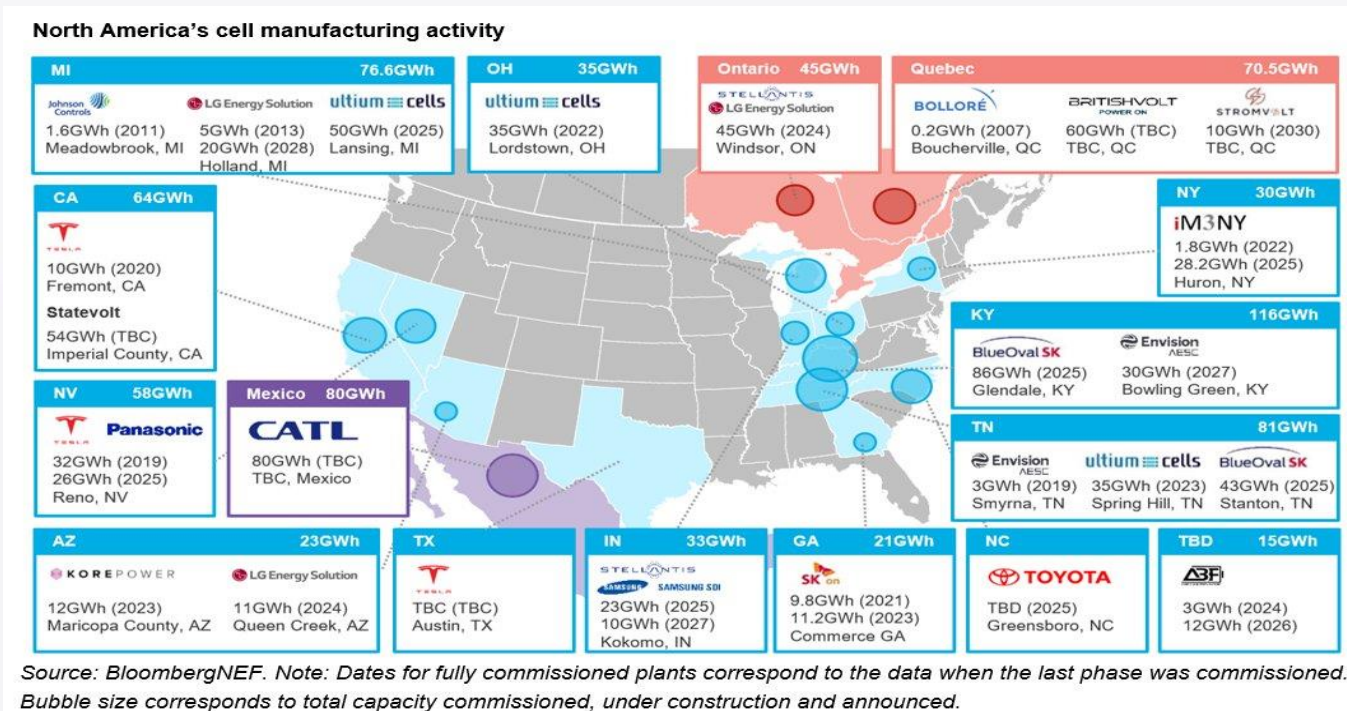 North America's cell manufacturing activity
MI 76.6GWh
Johnson Controls
LG Energy Solution
ultium cells
1.6GWh (2011)
Meadowbrook, MI
5GWh (2013)
20GWh (2028)
Holland, MI
50GWh (2025)
Lansing, MI
OH 35GWh
ultium cells
35GWh (2022)
Lordstown, OH
Ontario 45GWh
STELLANTIS
LG Energy Solution
45GWh (2024)
Windsor, ON
Quebec 70.5GWh
BOLLORÉ
0.2GWh (2007)
Boucherville, QC
BRITISHVOLT
POWER ON
60GWh (TBC)
TBC, QC
STROMVOLT
10GWh (2030)
TBC, QC
CA 64GWh
TESLA
10GWh (2020)
Fremont, CA
Statevolt
54GWh (TBC)
Imperial County, CA
NY 30GWh
iM3NY
1.8GWh (2022)
28.2GWh (2025)
Huron, NY
KY 116GWh
BlueOval SK
86GWh (2025)
Glendale, KY
Envision
AESC
30GWh (2027)
Bowling Green, KY
NV 58GWh
TESLA
Panasonic
32GWh (2019)
26GWh (2025)
Reno, NV
Mexico 80GWh
CATL
80GWh (TBC)
TBC, Mexico
TN 81GWh
Envision
AESC
3GWh (2019)
Smyrna, TN
ultium cells
35GWh (2023)
Spring Hill, TN
BlueOval SK
43GWh (2025)
Stanton, TN
AZ 23GWh
KOREPOWER
12GWh (2023)
Maricopa County, AZ
LG Energy Solution
11GWh (2024)
Queen Creek, AZ
TX
TESLA
TBC (TBC)
Austin, TX
IN 33GWh
STELLANTIS
SAMSUNG SAMSUNG SDI
23GWh (2025)
10GWh (2027)
Kokomo, IN
GA 21GWh
SK on
9.8GWh (2021)
11.2GWh (2023)
Commerce GA
NC
TOYOTA
TBD (2025)
Greensboro, NC
TBD 15GWh
ABF
3GWh (2024)
12GWh (2026)
Source: BloombergNEF. Note: Dates for fully commissioned plants correspond to the data when the last phase was commissioned.
Bubble size corresponds to total capacity commissioned, under construction and announced.